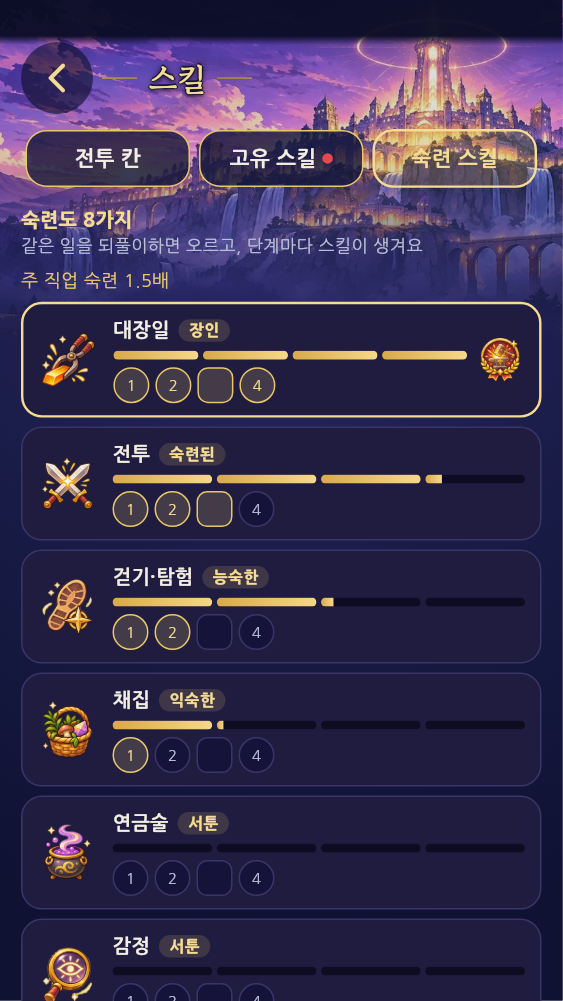 스킬
전투 칸
고유 스킬
숙련 스킬
숙련도 8가지
같은 일을 되풀이하면 오르고, 단계마다 스킬이 생겨요
주 직업 숙련 1.5배
대장일 장인
1 2 4
전투 숙련된
1 2 4
걷기·탐험 능숙한
1 2 4
채집 익숙한
1 2 4
연금술 서툰
1 2 4
감정 서툰
1 2 4